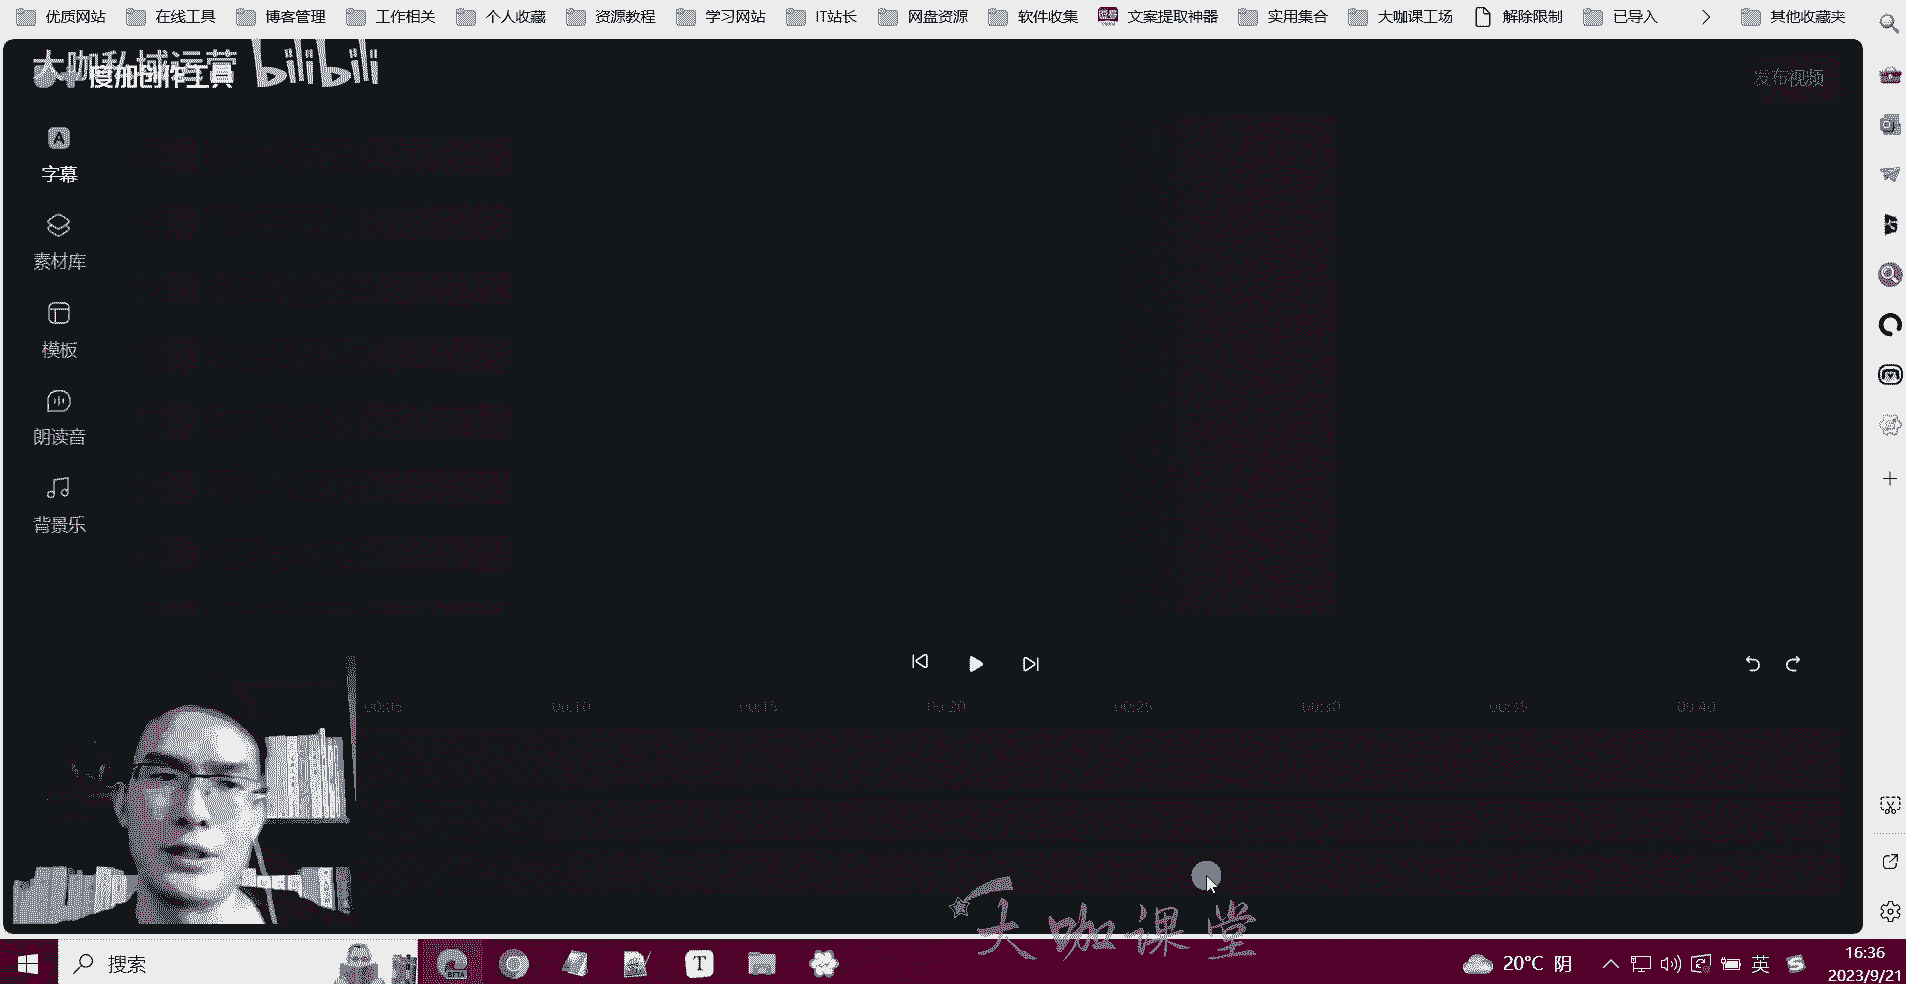 优质网站 在线工具 博客管理 工作相关 个人收藏 资源教程 学习网站 IT站长 网盘资源 软件收集 文案提取神器 实用集合 大咖课工场 解除限制 已导入 其他收藏夹
大咖私域运营 bilibili
度加创作工具
发布视频
字幕
素材库
模板
朗读音
背景乐
00:05 00:10 00:15 00:20 00:25 00:30 00:35 00:40
大咖课堂
搜索
BETA
T
20°C 阴
英
16:36
2023/9/21